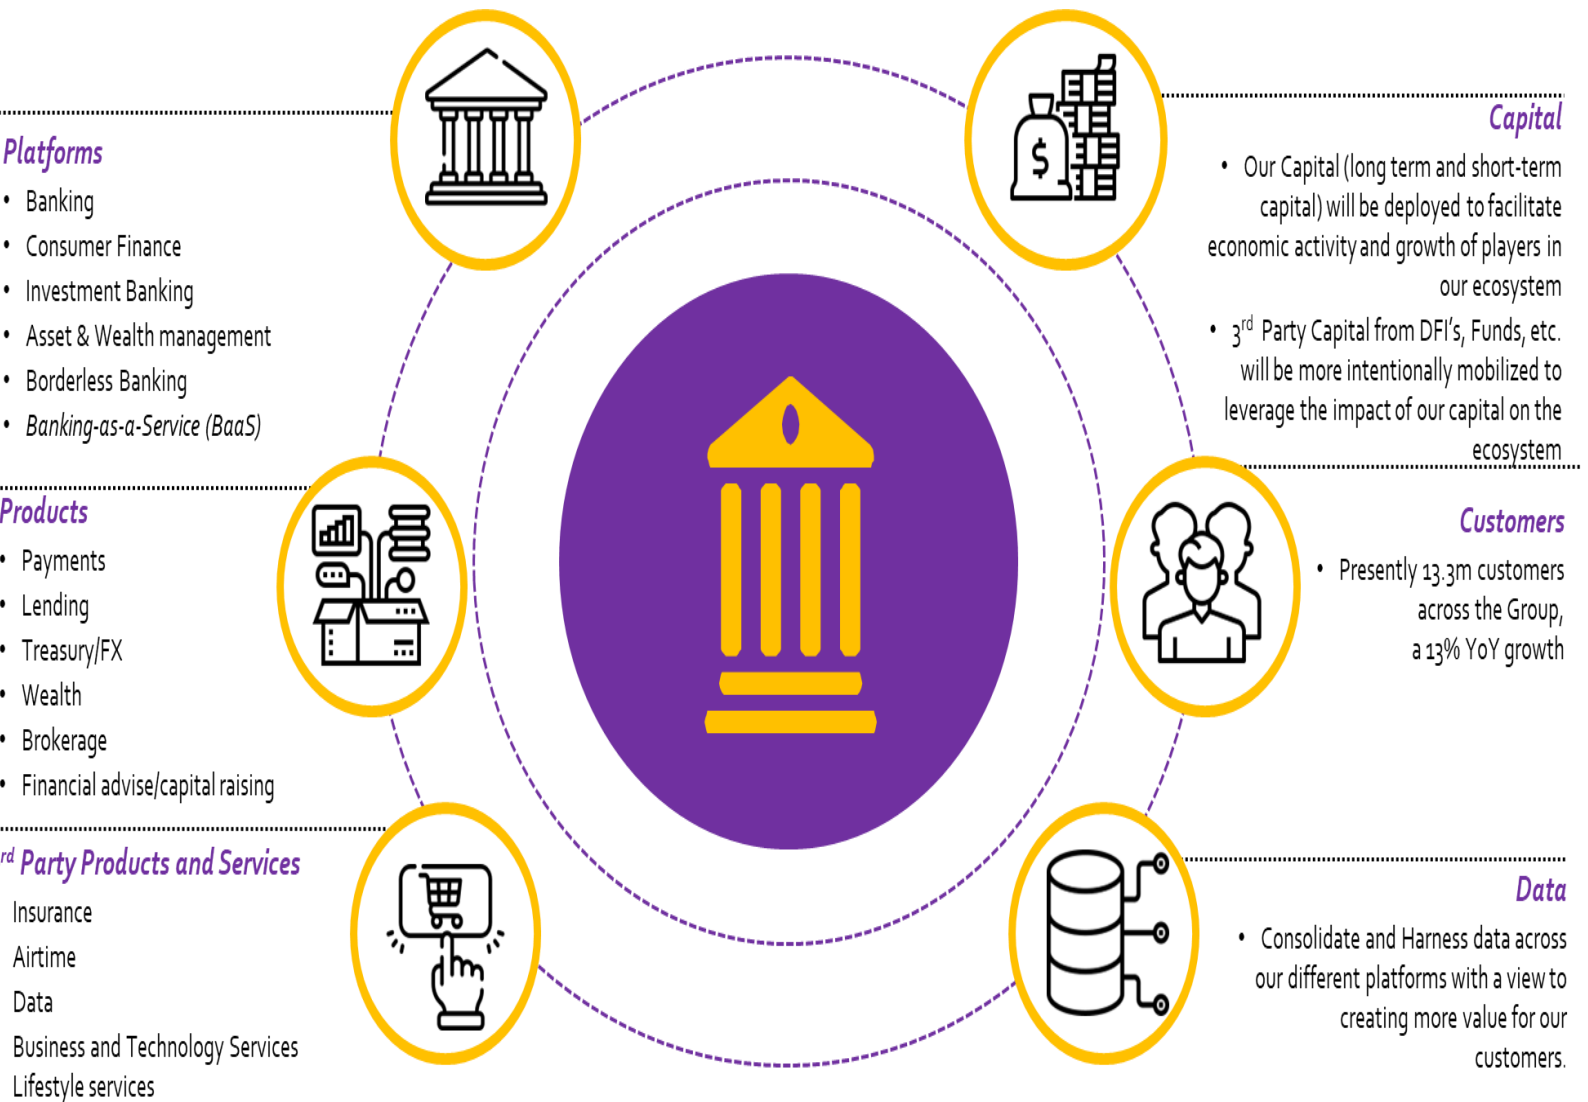 Platforms
• Banking
• Consumer Finance
• Investment Banking
• Asset & Wealth management
• Borderless Banking
• Banking-as-a-Service (BaaS)
Products
• Payments
• Lending
• Treasury/FX
• Wealth
• Brokerage
• Financial advise/capital raising
rd Party Products and Services
Insurance
Airtime
Data
Business and Technology Services
Lifestyle services
$
Capital
• Our Capital (long term and short-term
capital) will be deployed to facilitate
economic activity and growth of players in
our ecosystem
• 3rd Party Capital from DFI's, Funds, etc.
will be more intentionally mobilized to
leverage the impact of our capital on the
ecosystem
Customers
• Presently 13.3m customers
across the Group,
a 13% YoY growth
Data
• Consolidate and Harness data across
our different platforms with a view to
creating more value for our
customers.